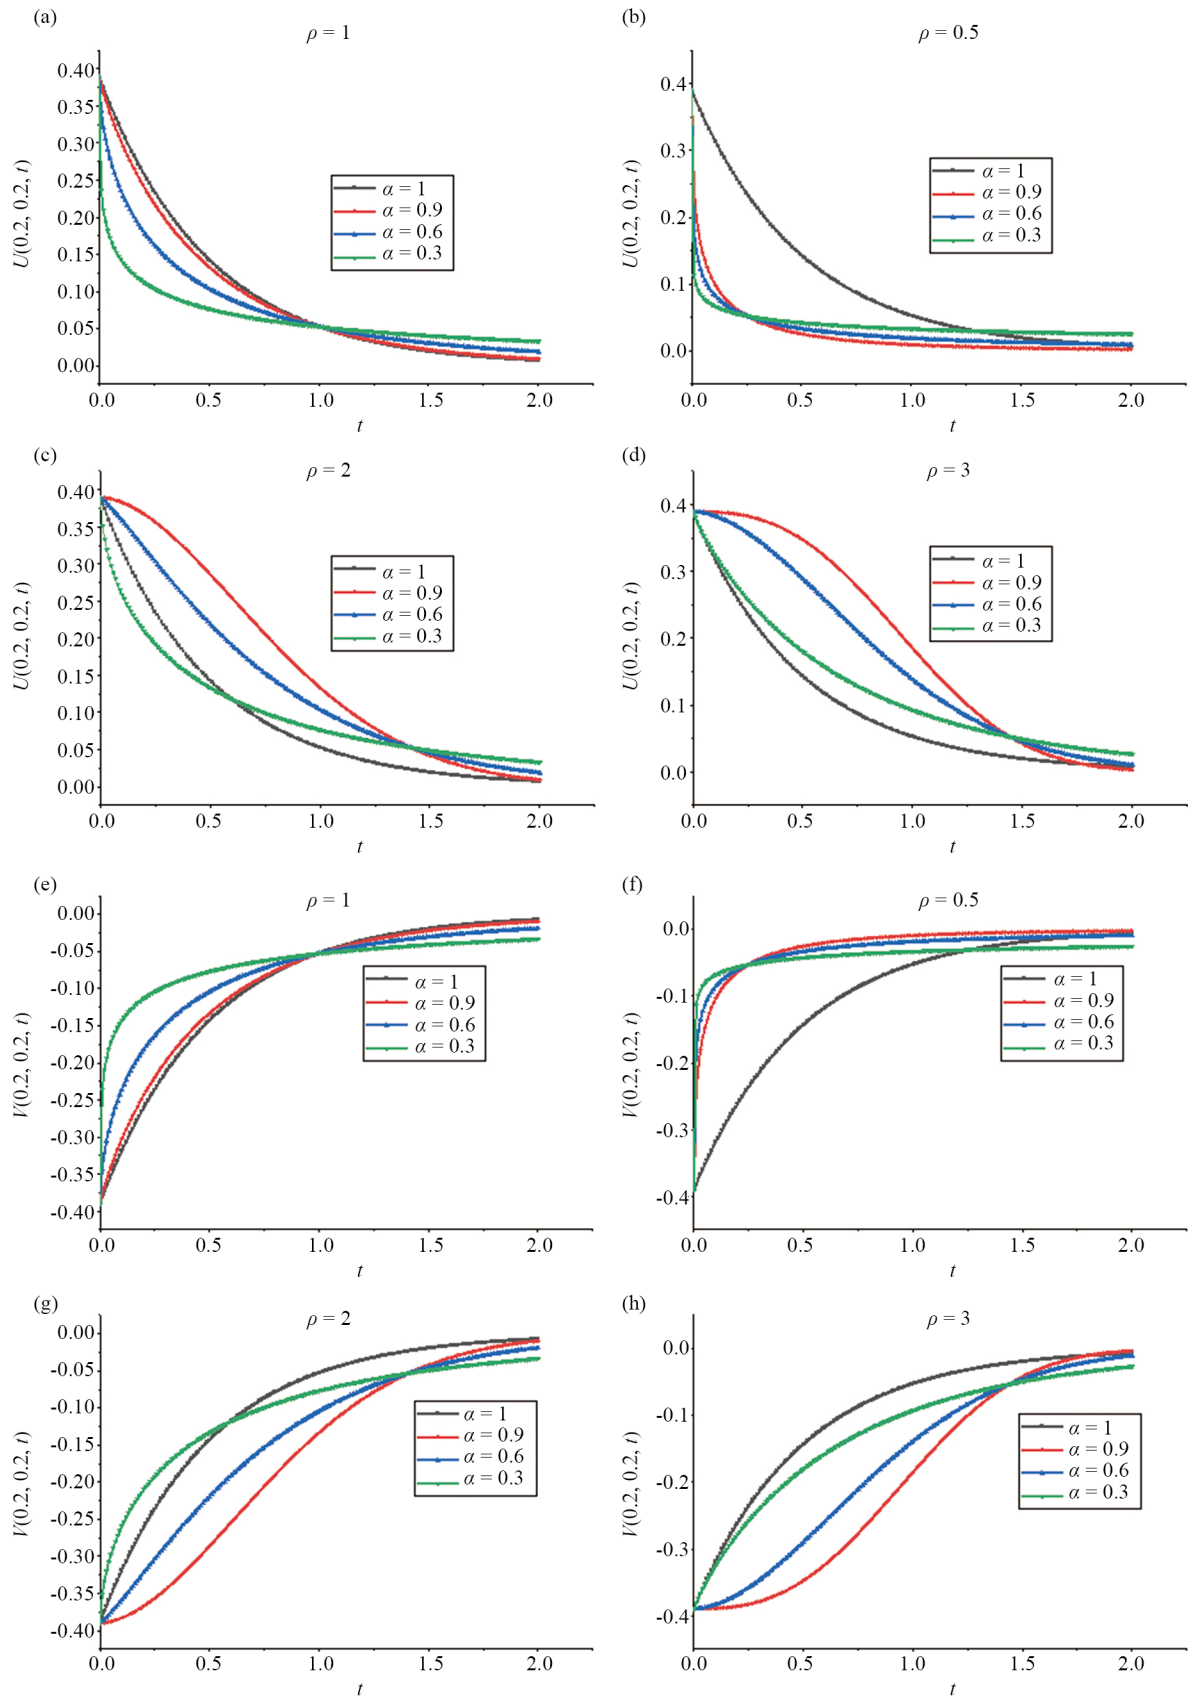 (a)
ρ = 1
0.40
0.35
0.30
0.25
0.20
0.15
0.10
0.05
0.00
U(0.2, 0.2, t)
α = 1
α = 0.9
α = 0.6
α = 0.3
0.0 0.5 1.0 1.5 2.0
t
(b)
ρ = 0.5
0.4
0.3
0.2
0.1
0.0
U(0.2, 0.2, t)
α = 1
α = 0.9
α = 0.6
α = 0.3
0.0 0.5 1.0 1.5 2.0
t
(c)
ρ = 2
0.40
0.35
0.30
0.25
0.20
0.15
0.10
0.05
0.00
U(0.2, 0.2, t)
α = 1
α = 0.9
α = 0.6
α = 0.3
0.0 0.5 1.0 1.5 2.0
t
(d)
ρ = 3
0.4
0.3
0.2
0.1
0.0
U(0.2, 0.2, t)
α = 1
α = 0.9
α = 0.6
α = 0.3
0.0 0.5 1.0 1.5 2.0
t
(e)
ρ = 1
0.00
-0.05
-0.10
-0.15
-0.20
-0.25
-0.30
-0.35
-0.40
V(0.2, 0.2, t)
α = 1
α = 0.9
α = 0.6
α = 0.3
0.0 0.5 1.0 1.5 2.0
t
(f)
ρ = 0.5
0.0
-0.1
-0.2
-0.3
-0.4
V(0.2, 0.2, t)
α = 1
α = 0.9
α = 0.6
α = 0.3
0.0 0.5 1.0 1.5 2.0
t
(g)
ρ = 2
0.00
-0.05
-0.10
-0.15
-0.20
-0.25
-0.30
-0.35
-0.40
V(0.2, 0.2, t)
α = 1
α = 0.9
α = 0.6
α = 0.3
0.0 0.5 1.0 1.5 2.0
t
(h)
ρ = 3
0.0
-0.1
-0.2
-0.3
-0.4
V(0.2, 0.2, t)
α = 1
α = 0.9
α = 0.6
α = 0.3
0.0 0.5 1.0 1.5 2.0
t